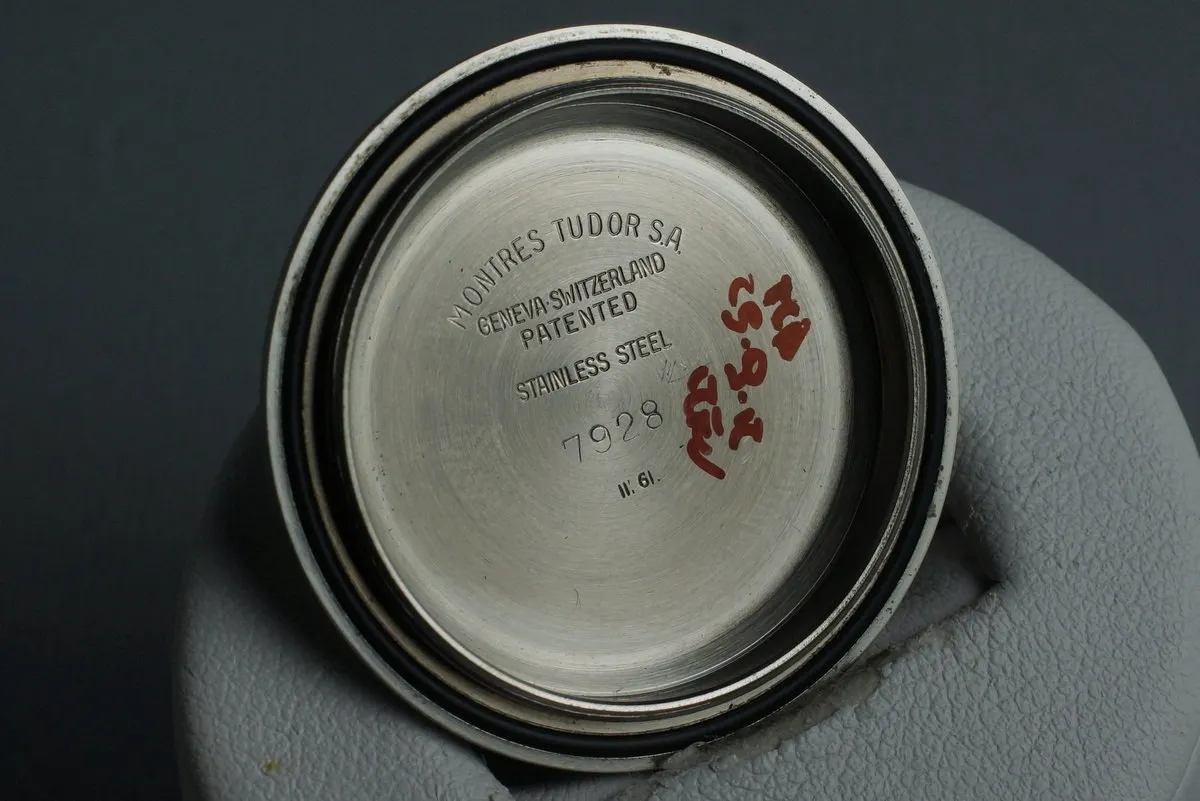 MONTRES TUDOR S.A.
GENEVA·SWITZERLAND
PATENTED
STAINLESS STEEL
7928
II. 61.